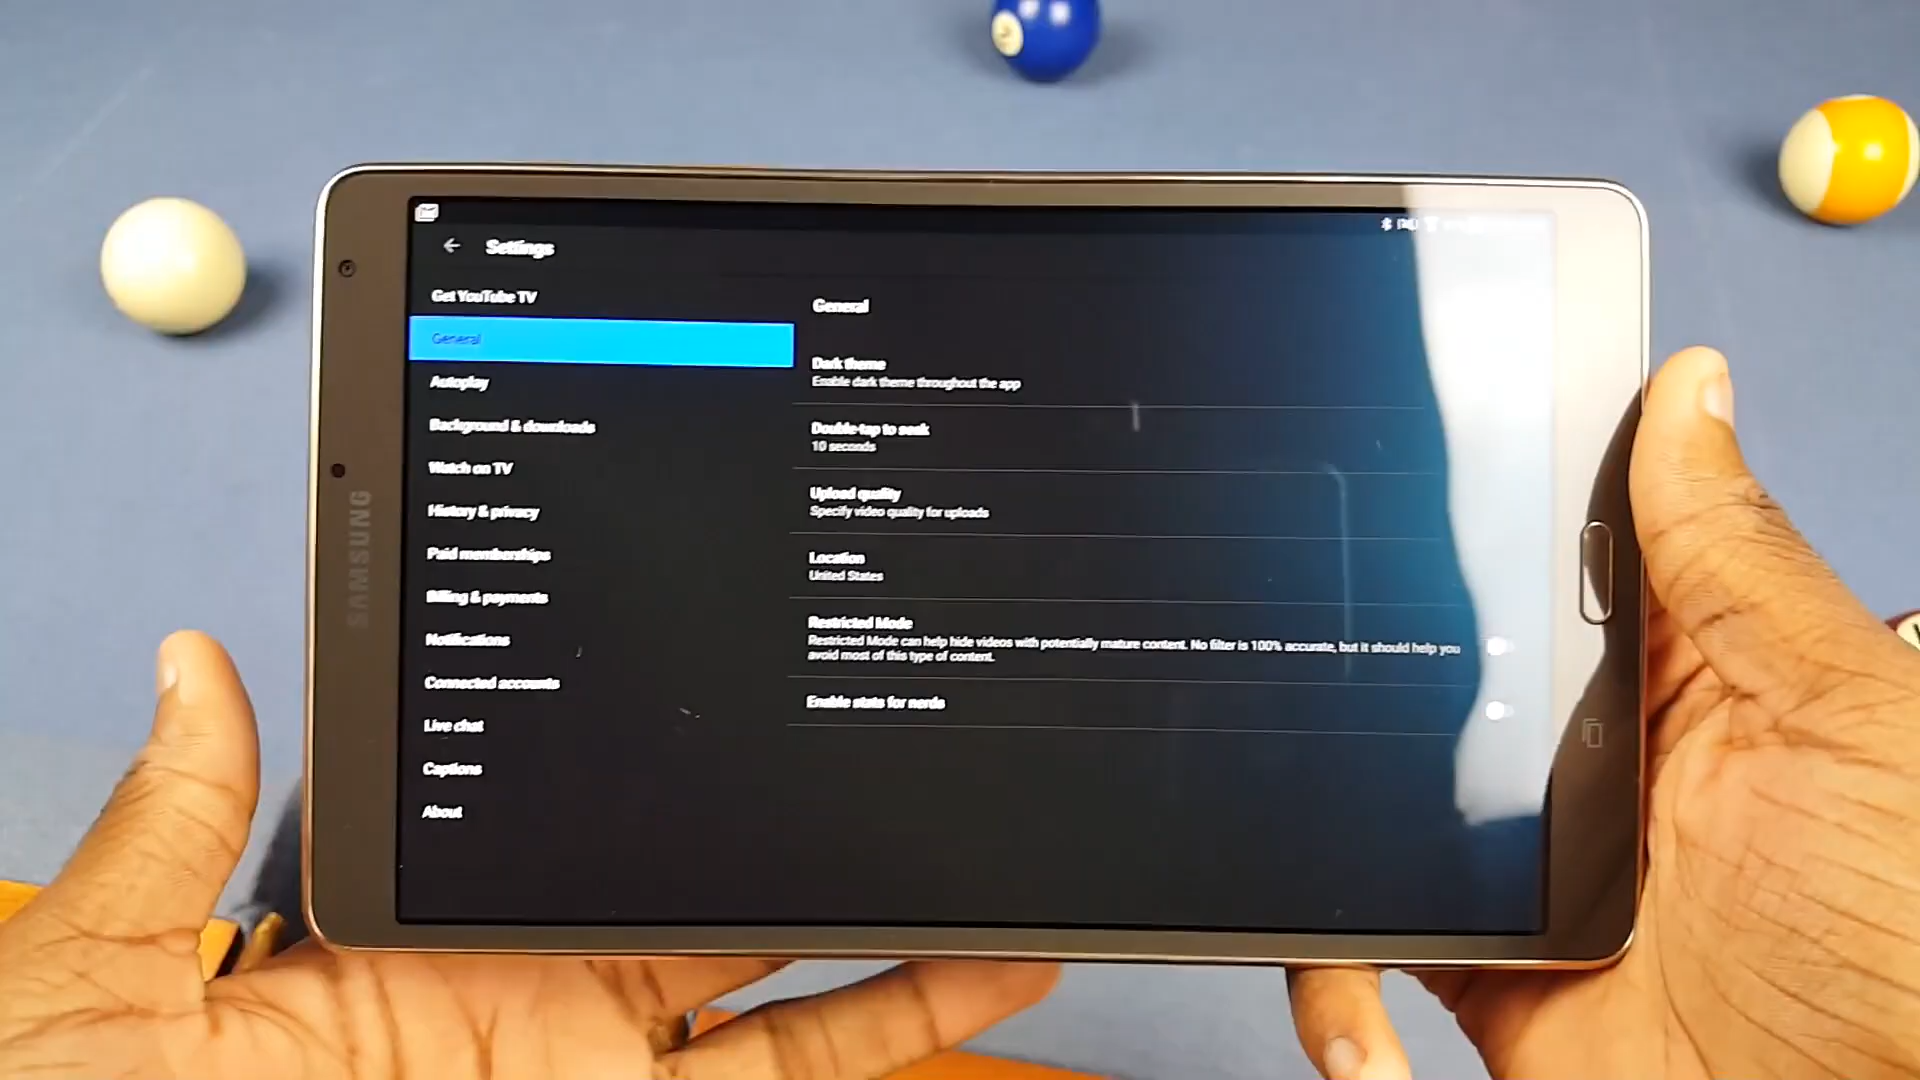 Settings
Get YouTube TV
General
Autoplay
Background & downloads
Watch on TV
History & privacy
Paid memberships
Billing & payments
Notifications
Connected accounts
Live chat
Captions
About
General
Dark theme
Enable dark theme throughout the app
Double-tap to seek
10 seconds
Upload quality
Specify video quality for uploads
Location
United States
Restricted Mode
Restricted Mode can help hide videos with potentially mature content. No filter is 100% accurate, but it should help you
avoid most of this type of content.
Enable stats for nerds
SAMSUNG